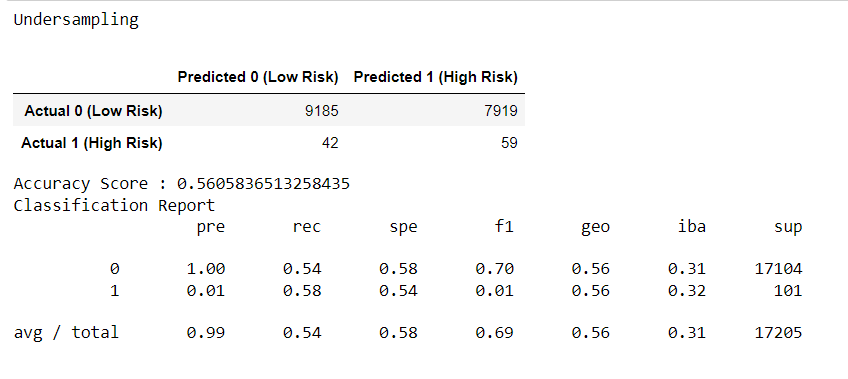 Undersampling
Predicted 0 (Low Risk) Predicted 1 (High Risk)
Actual 0 (Low Risk) 9185 7919
Actual 1 (High Risk) 42 59
Accuracy Score : 0.5605836513258435
Classification Report
pre rec spe f1 geo iba sup
0 1.00 0.54 0.58 0.70 0.56 0.31 17104
1 0.01 0.58 0.54 0.01 0.56 0.32 101
avg / total 0.99 0.54 0.58 0.69 0.56 0.31 17205